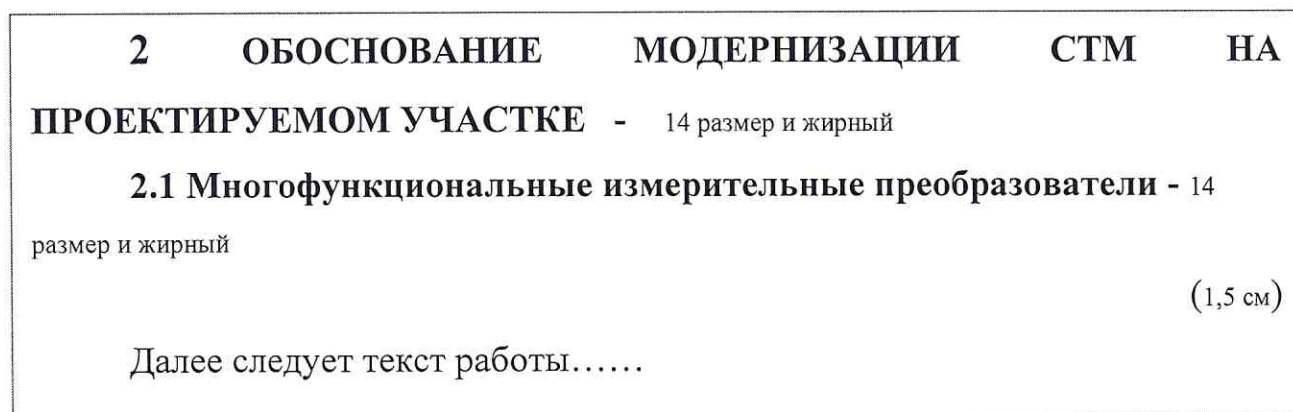 2 ОБОСНОВАНИЕ МОДЕРНИЗАЦИИ СТМ НА
ПРОЕКТИРУЕМОМ УЧАСТКЕ - 14 размер и жирный
2.1 Многофункциональные измерительные преобразователи - 14
размер и жирный
(1,5 см)
Далее следует текст работы......